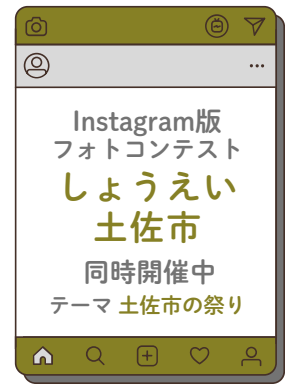 Instagram版
フォトコンテスト
しょうえい
土佐市
同時開催中
テーマ 土佐市の祭り